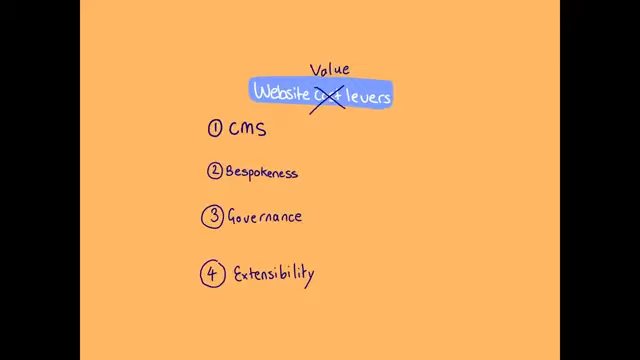 Value
Website cost levers
① CMS
② Bespokeness
③ Governance
④ Extensibility